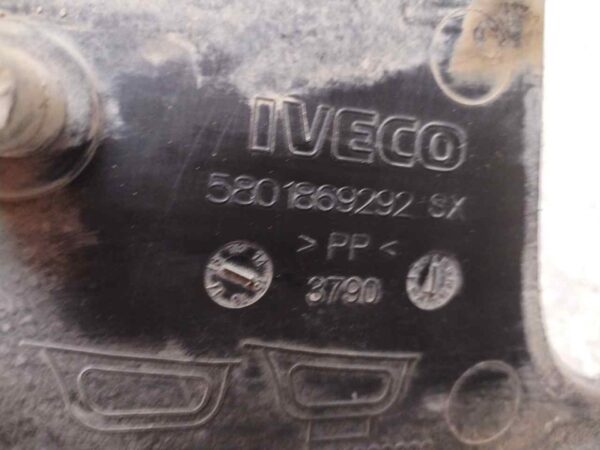 IVECO
5801869292 SX
> PP <
3790